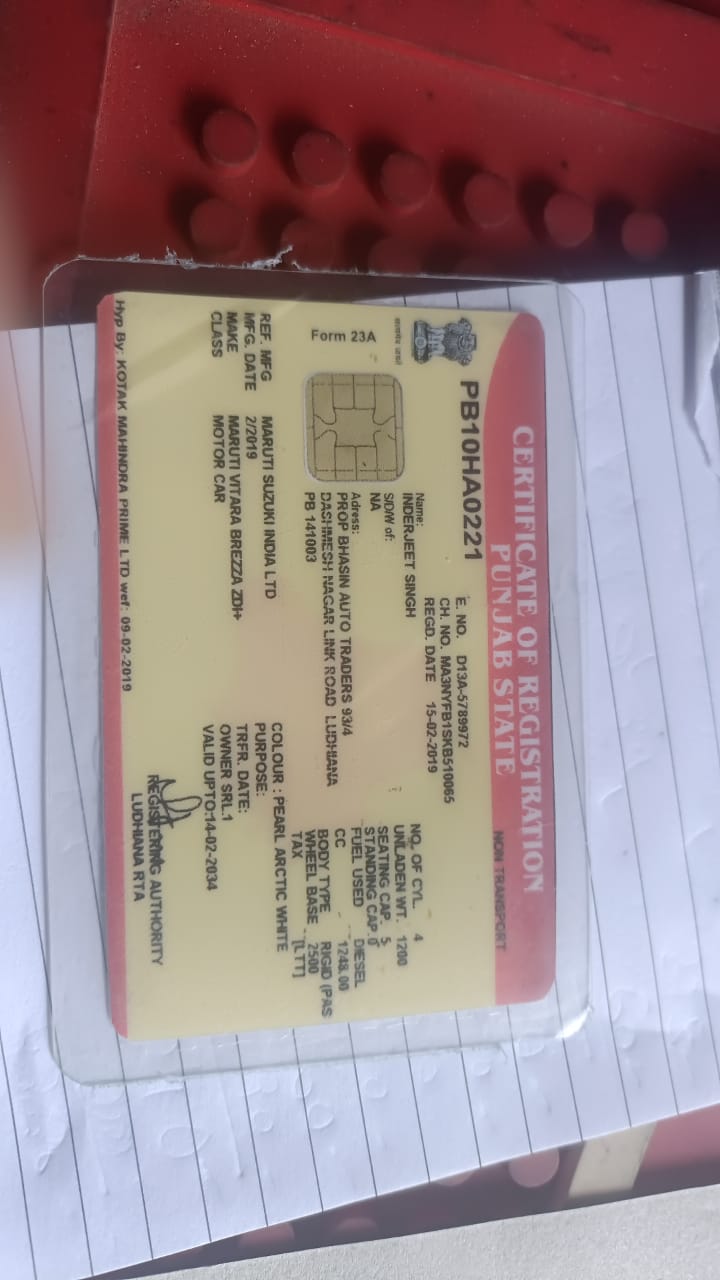 CERTIFICATE OF REGISTRATION
PUNJAB STATE
NON TRANSPORT
PB10HA0221
E. NO. D13A-5789972
CH. NO. MA3NYFB1SKB510065
REGD. DATE 15-02-2019
Form 23A
Name:
INDERJEET SINGH
S/D/W of:
NA
Adress:
PROP BHASIN AUTO TRADERS 93/4
DASHMESH NAGAR LINK ROAD LUDHIANA
PB 141003
NO. OF CYL. 4
UNLADEN WT. 1200
SEATING CAP. 5
STANDING CAP. 0
FUEL USED DIESEL
CC 1248.00
BODY TYPE RIGID (PAS
WHEEL BASE 2500
TAX [LTT]
REF. MFG MARUTI SUZUKI INDIA LTD
MFG. DATE 2/2019
MAKE MARUTI VITARA BREZZA ZDI+
CLASS MOTOR CAR
COLOUR : PEARL ARCTIC WHITE
PURPOSE:
TRFR. DATE:
OWNER SRL.1
VALID UPTO:14-02-2034
REGISTERING AUTHORITY
LUDHIANA RTA
Hyp By: KOTAK MAHINDRA PRIME LTD wef: 09-02-2019